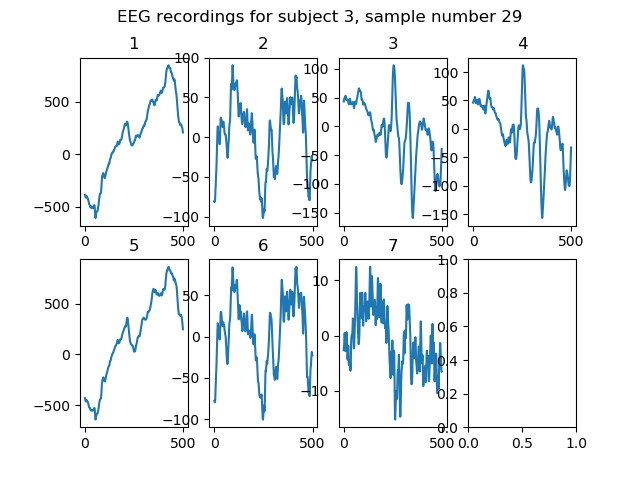 EEG recordings for subject 3, sample number 29
1 2 3 4
500 0 −500
100 50 0 −50 −100
100 50 0 −50 −100 −150
100 50 0 −50 −100 −150
0 500 0 500 0 500 0 500
5 6 7
500 0 −500
50 0 −50 −100
10 0 −10
1.0 0.8 0.6 0.4 0.2 0.0
0 500 0 500 0 500 0.0 0.5 1.0